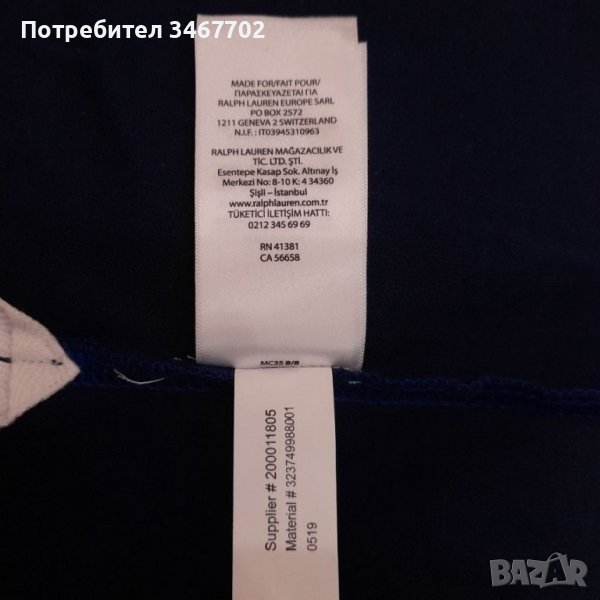 Потребител 3467702
MADE FOR/FAIT POUR/
ΠΑΡΑΣΚΕΥΑΖΕΤΑΙ ΓΙΑ
RALPH LAUREN EUROPE SARL
PO BOX 2572
1211 GENEVA 2 SWITZERLAND
N.I.F. : IT03945310963
RALPH LAUREN MAĞAZACILIK VE
TİC. LTD. ŞTİ.
Esentepe Kasap Sok. Altınay İş
Merkezi No: 8-10 K: 4 34360
Şişli – İstanbul
www.ralphlauren.com.tr
TÜKETİCİ İLETİŞİM HATTI:
0212 345 69 69
RN 41381
CA 56658
MC35 8/8
Supplier # 200011805
Material # 323749988001
0519
BAZAR